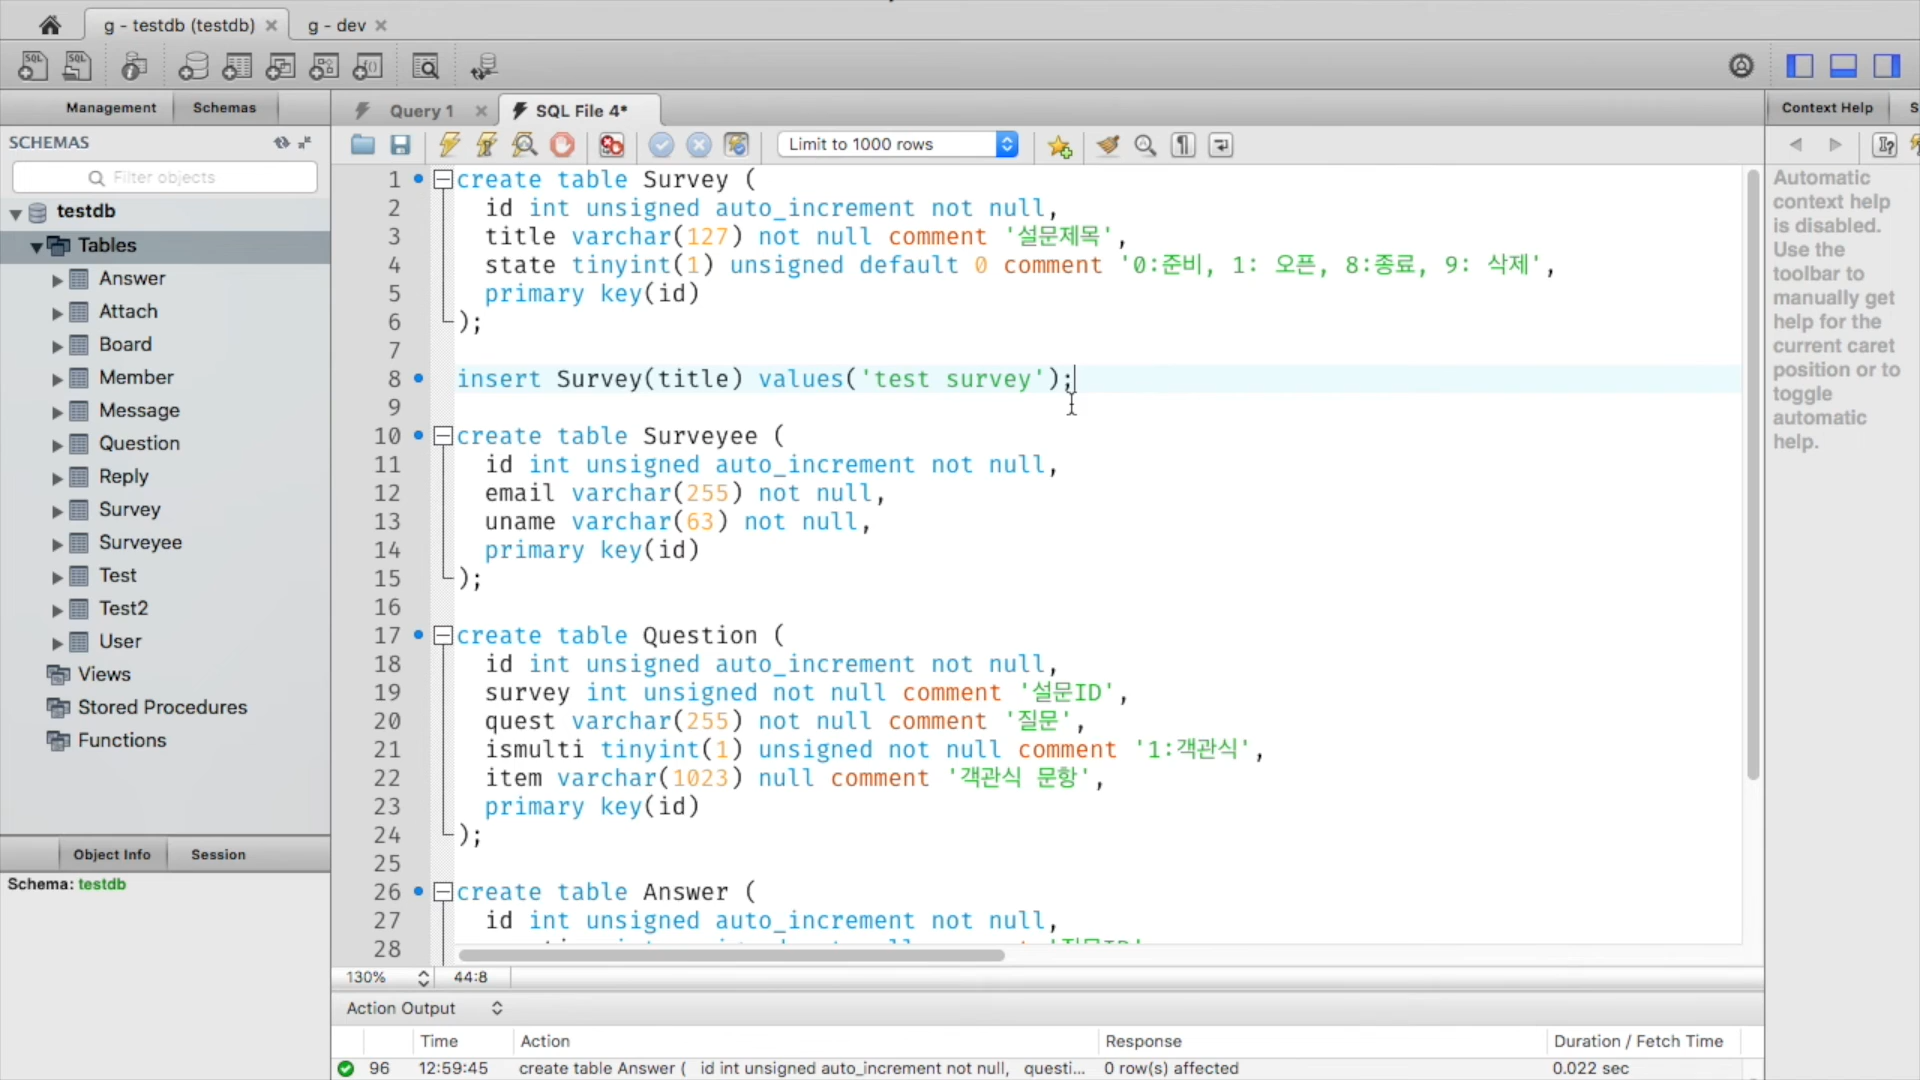 g - testdb (testdb)
g - dev
Management
Schemas
Query 1
SQL File 4*
Context Help
S
SCHEMAS
Limit to 1000 rows
Filter objects
testdb
Tables
Answer
Attach
Board
Member
Message
Question
Reply
Survey
Surveyee
Test
Test2
User
Views
Stored Procedures
Functions
Object Info
Session
Schema: testdb
1 create table Survey (
2 id int unsigned auto_increment not null,
3 title varchar(127) not null comment '설문제목',
4 state tinyint(1) unsigned default 0 comment '0:준비, 1: 오픈, 8:종료, 9: 삭제',
5 primary key(id)
6 );
7
8 insert Survey(title) values('test survey');
9
10 create table Surveyee (
11 id int unsigned auto_increment not null,
12 email varchar(255) not null,
13 uname varchar(63) not null,
14 primary key(id)
15 );
16
17 create table Question (
18 id int unsigned auto_increment not null,
19 survey int unsigned not null comment '설문ID',
20 quest varchar(255) not null comment '질문',
21 ismulti tinyint(1) unsigned not null comment '1:객관식',
22 item varchar(1023) null comment '객관식 문항',
23 primary key(id)
24 );
25
26 create table Answer (
27 id int unsigned auto_increment not null,
28
Automatic
context help
is disabled.
Use the
toolbar to
manually get
help for the
current caret
position or to
toggle
automatic
help.
130%
44:8
Action Output
Time Action Response Duration / Fetch Time
96 12:59:45 create table Answer ( id int unsigned auto_increment not null, questi... 0 row(s) affected 0.022 sec